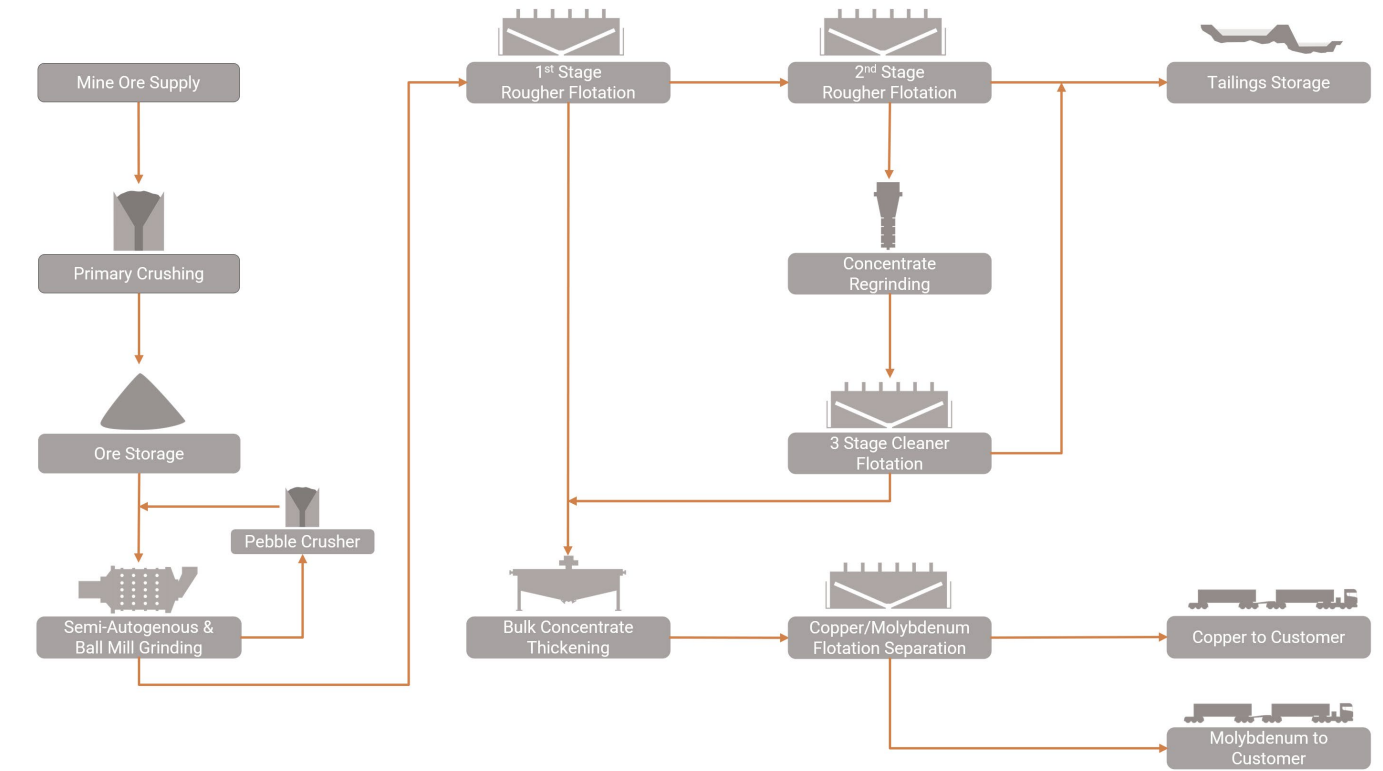 Mine Ore Supply
Primary Crushing
Ore Storage
Pebble Crusher
Semi-Autogenous &
Ball Mill Grinding
1st Stage
Rougher Flotation
2nd Stage
Rougher Flotation
Tailings Storage
Concentrate
Regrinding
3 Stage Cleaner
Flotation
Bulk Concentrate
Thickening
Copper/Molybdenum
Flotation Separation
Copper to Customer
Molybdenum to
Customer